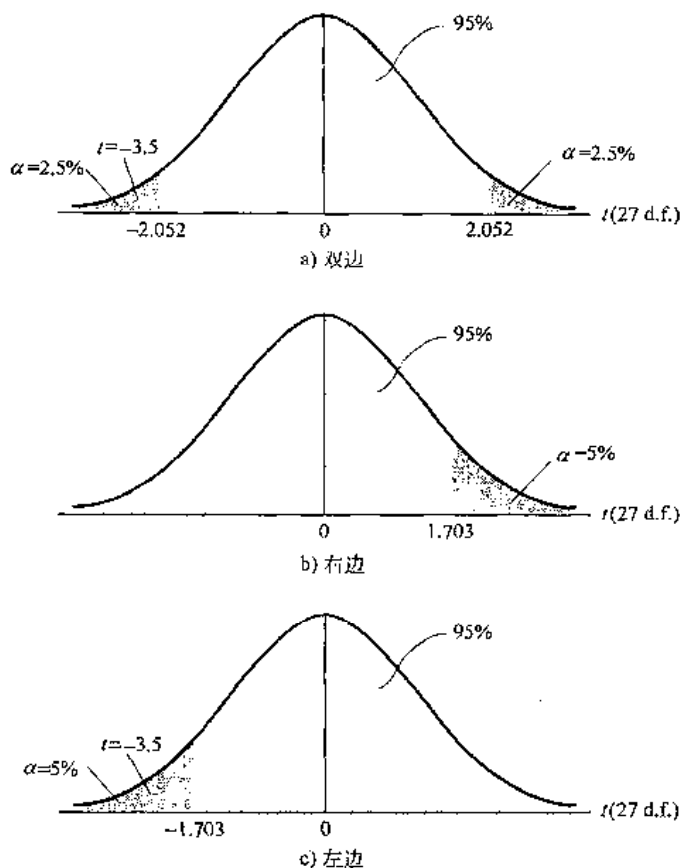 95%
t=-3.5
α=2.5%
α=2.5%
-2.052
0
2.052
t(27 d.f.)
a) 双边
95%
α-5%
0
1.703
t(27 d.f.)
b) 右边
95%
t=-3.5
α=5%
-1.703
0
t(27 d.f.)
c) 左边